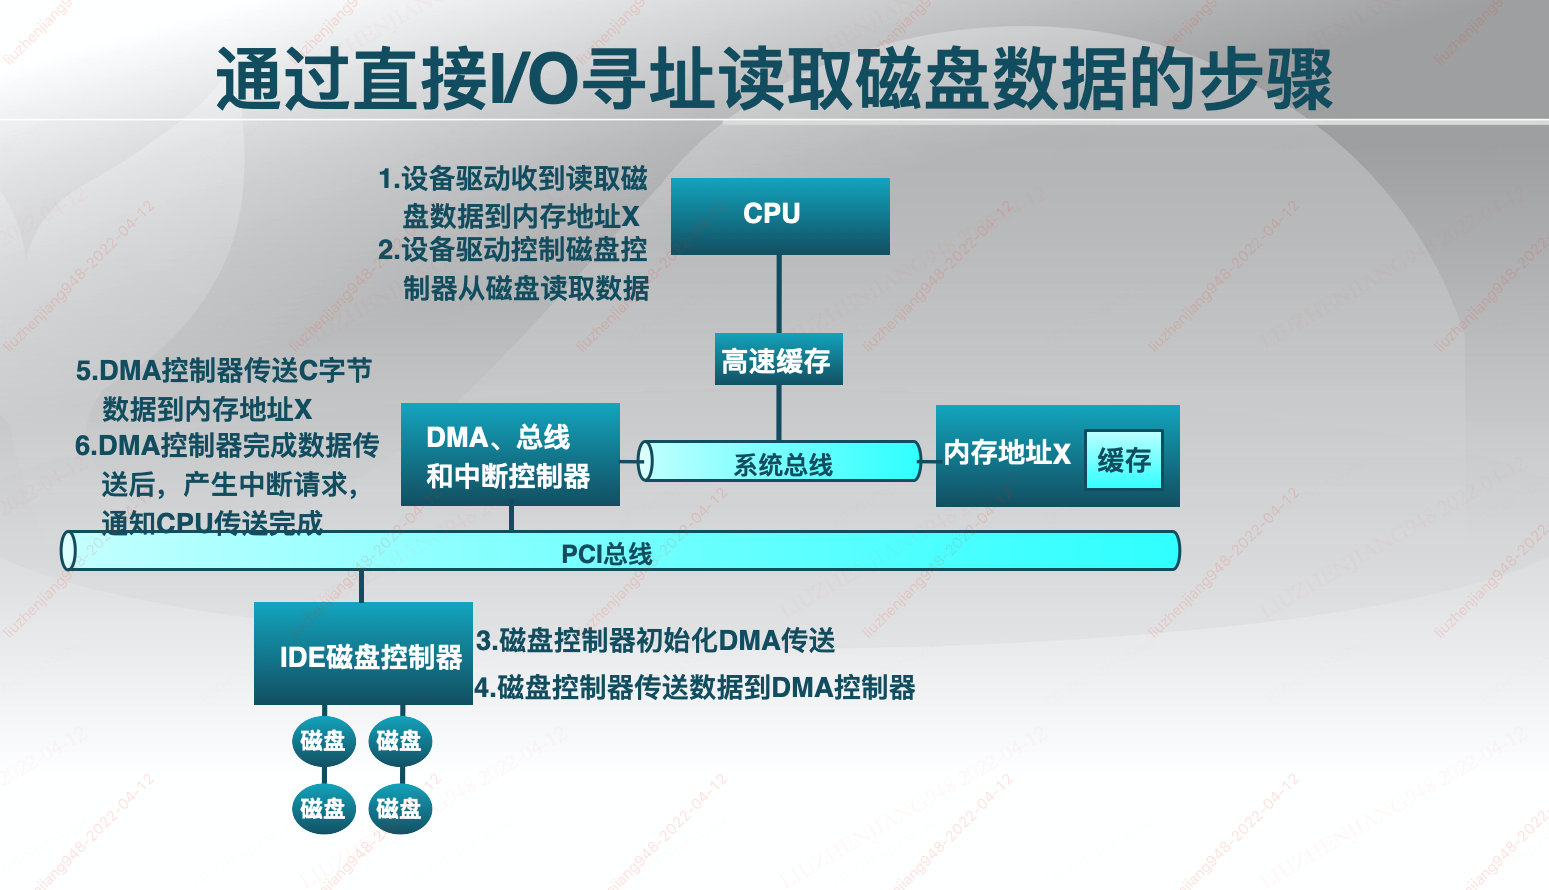 通过直接I/O寻址读取磁盘数据的步骤
1.设备驱动收到读取磁
盘数据到内存地址X
2.设备驱动控制磁盘控
制器从磁盘读取数据
CPU
高速缓存
5.DMA控制器传送C字节
数据到内存地址X
6.DMA控制器完成数据传
送后，产生中断请求，
通知CPU传送完成
DMA、总线
和中断控制器
系统总线
内存地址X
缓存
PCI总线
IDE磁盘控制器
3.磁盘控制器初始化DMA传送
4.磁盘控制器传送数据到DMA控制器
磁盘
磁盘
磁盘
磁盘
liuzhenjiang948-2022-04-12
LIUZHENJIANG948 2022-04-12